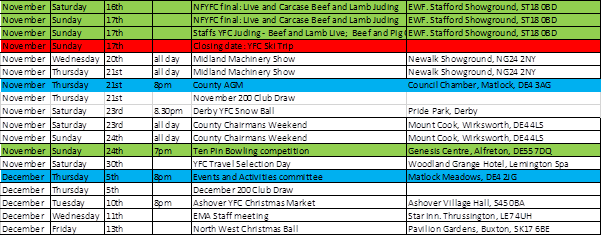 November Saturday 16th NFYFC final: Live and Carcase Beef and Lamb Juding EWF. Stafford Showground, ST18 0BD
November Sunday 17th NFYFC final: Live and Carcase Beef and Lamb Juding EWF. Stafford Showground, ST18 0BD
November Sunday 17th Staffs YFC Juding - Beef and Lamb Live; Beef and Pig EWF. Stafford Showground, ST18 0BD
November Sunday 17th Closing date. YFC Ski Trip
November Wednesday 20th all day Midland Machinery Show Newalk Showground, NG24 2NY
November Thursday 21st all day Midland Machinery Show Newalk Showground, NG24 2NY
November Thursday 21st 8pm County AGM Council Chamber, Matlock, DE4 3AG
November Thursday 21st November 200 Club Draw
November Saturday 23rd 8.30pm Derby YFC Snow Ball Pride Park, Derby
November Saturday 23rd all day County Chairmans Weekend Mount Cook, Wirksworth, DE4 4LS
November Sunday 24th all day County Chairmans Weekend Mount Cook, Wirksworth, DE4 4LS
November Sunday 24th 7pm Ten Pin Bowling competition Genesis Centre, Alfreton, DE55 7DQ
November Saturday 30th YFC Travel Selection Day Woodland Grange Hotel, Lemington Spa
December Thursday 5th 8pm Events and Activities committee Matlock Meadows, DE4 2JG
December Thursday 5th December 200 Club Draw
December Tuesday 10th 8pm Ashover YFC Christmas Market Ashover Village Hall, S45 0BA
December Wednesday 11th EMA Staff meeting Star Inn. Thrussington, LE7 4UH
December Friday 13th North West Christmas Ball Pavilion Gardens, Buxton, SK17 6BE